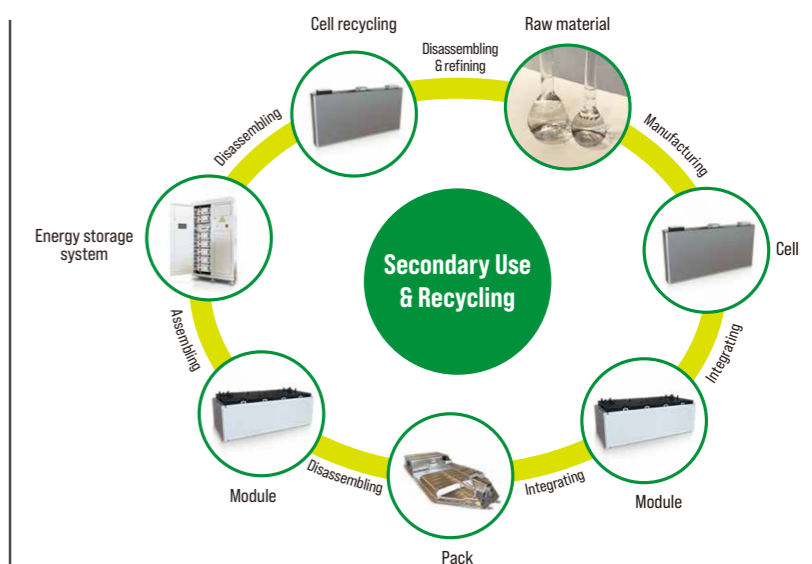 Cell recycling
Raw material
Disassembling
& refining
Disassembling
Manufacturing
Energy storage
system
Secondary Use
& Recycling
Cell
Assembling
Integrating
Module
Disassembling
Integrating
Module
Pack